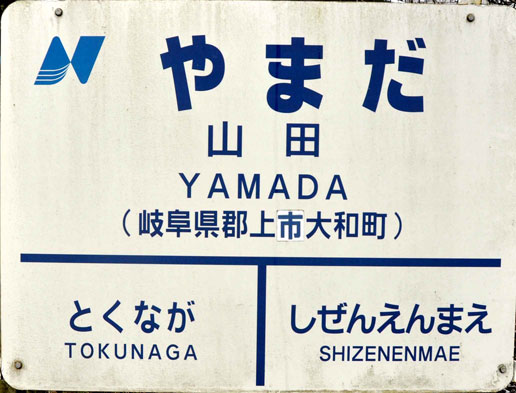 やまだ
山田
YAMADA
(岐阜県郡上市大和町)
とくなが
TOKUNAGA
しぜんえんまえ
SHIZENENMAE